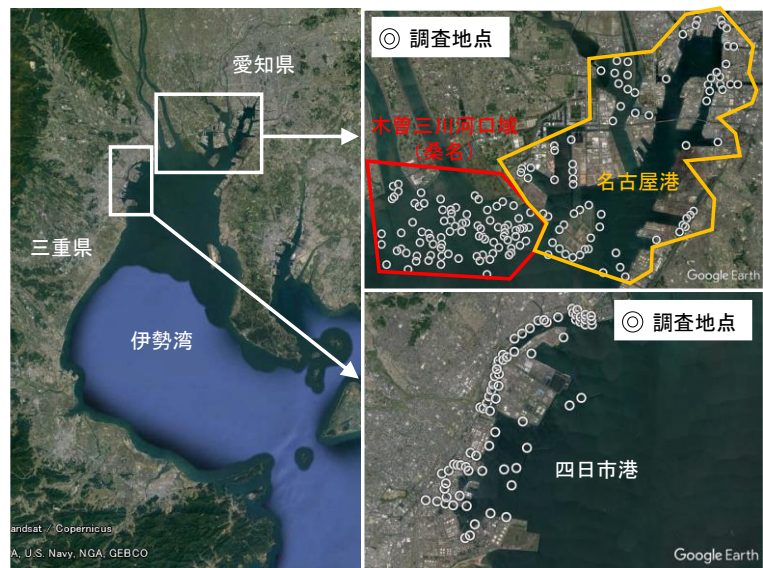 愛知県
三重県
伊勢湾
andsat / Copernicus
A, U.S. Navy, NGA, GEBCO
◎ 調査地点
木曽三川河口域
（桑名）
名古屋港
Google Earth
◎ 調査地点
四日市港
Google Earth